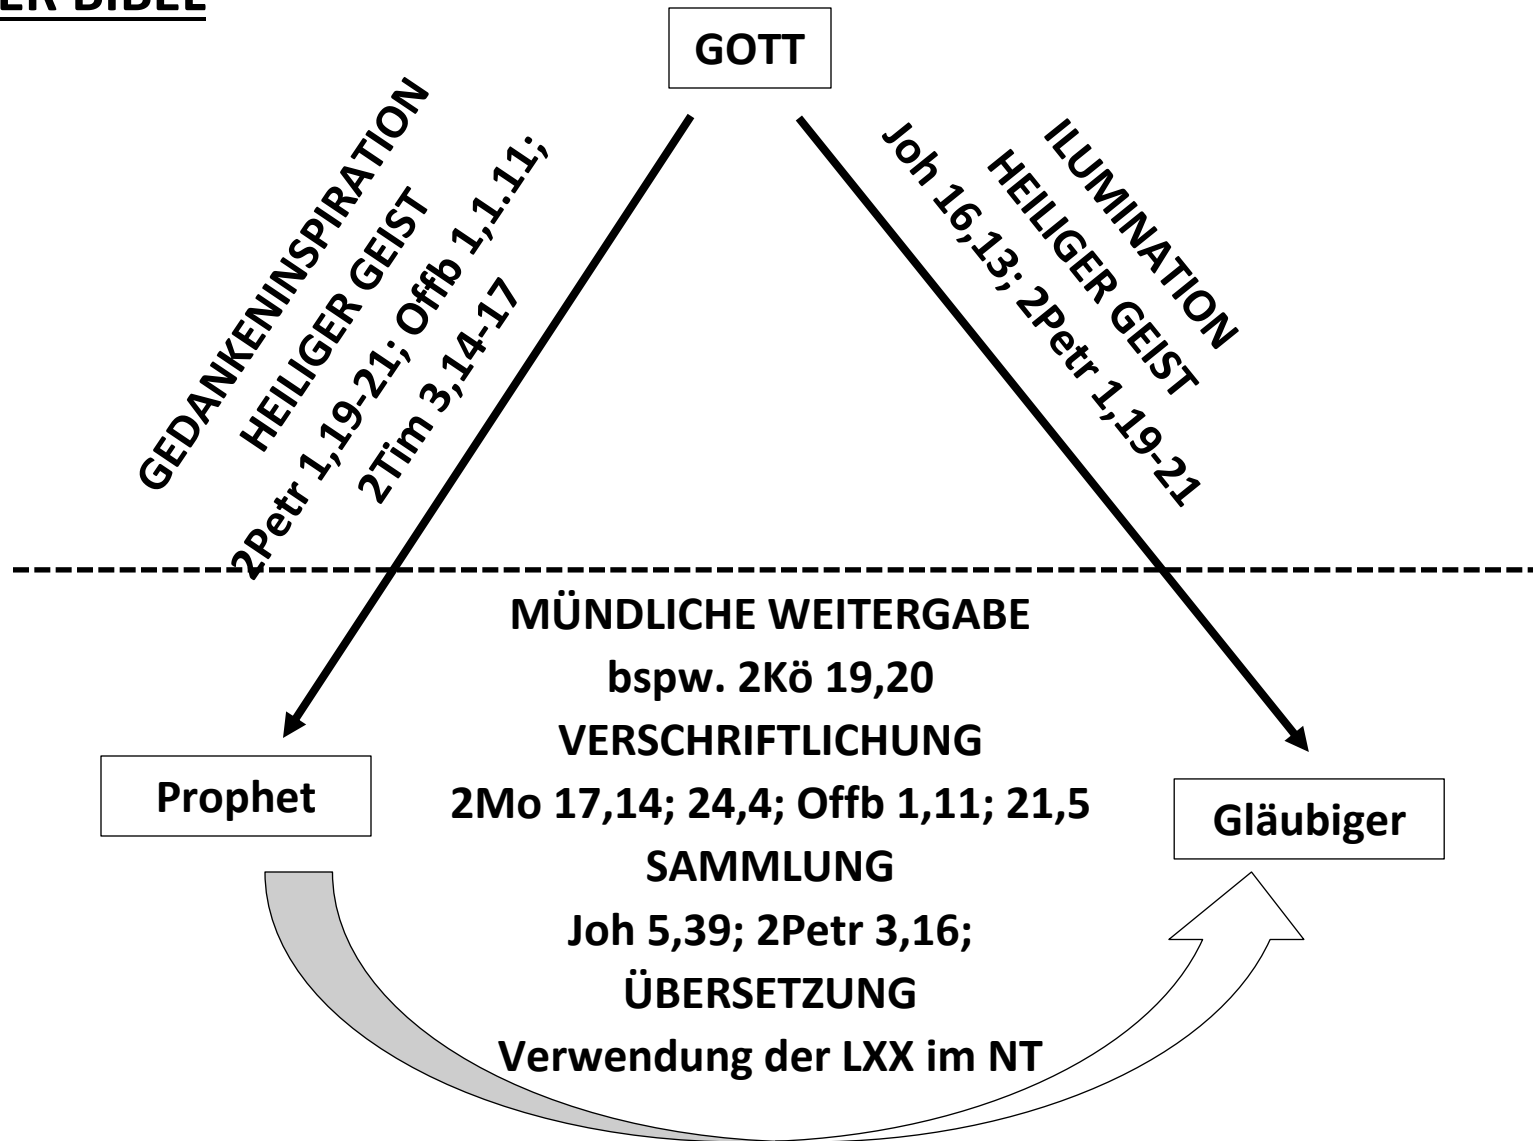 ER BIBEL
GOTT
GEDANKENINSPIRATION
HEILIGER GEIST
2Petr 1,19-21; Offb 1,1.11;
2Tim 3,14-17
ILUMINATION
HEILIGER GEIST
Joh 16,13; 2Petr 1,19-21
MÜNDLICHE WEITERGABE
bspw. 2Kö 19,20
VERSCHRIFTLICHUNG
2Mo 17,14; 24,4; Offb 1,11; 21,5
SAMMLUNG
Joh 5,39; 2Petr 3,16;
ÜBERSETZUNG
Verwendung der LXX im NT
Prophet
Gläubiger